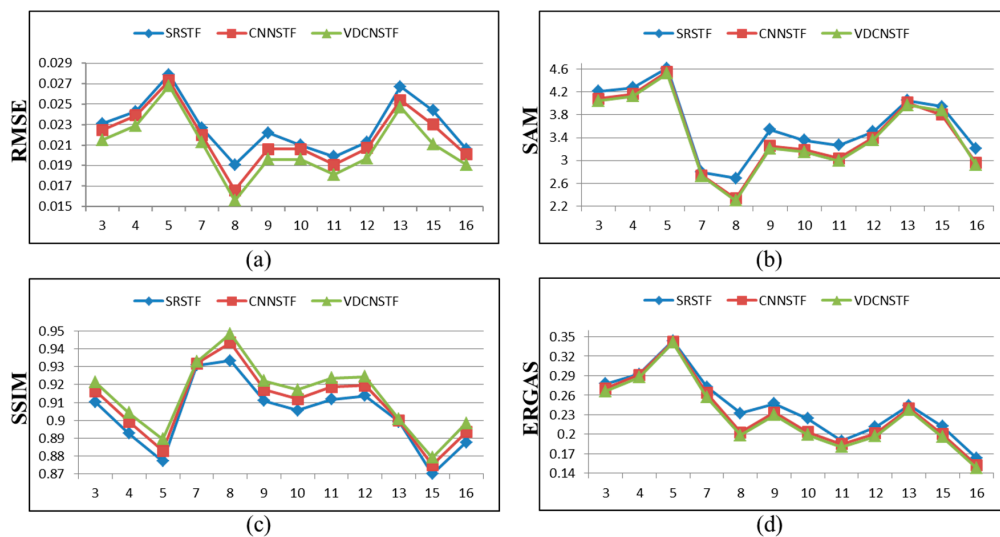 SRSTF CNNSTF VDCNSTF
RMSE
0.029
0.027
0.025
0.023
0.021
0.019
0.017
0.015
3 4 5 7 8 9 10 11 12 13 15 16
(a)
SRSTF CNNSTF VDCNSTF
SAM
4.6
4.2
3.8
3.4
3
2.6
2.2
3 4 5 7 8 9 10 11 12 13 15 16
(b)
SRSTF CNNSTF VDCNSTF
SSIM
0.95
0.94
0.93
0.92
0.91
0.9
0.89
0.88
0.87
3 4 5 7 8 9 10 11 12 13 15 16
(c)
SRSTF CNNSTF VDCNSTF
ERGAS
0.35
0.32
0.29
0.26
0.23
0.2
0.17
0.14
3 4 5 7 8 9 10 11 12 13 15 16
(d)